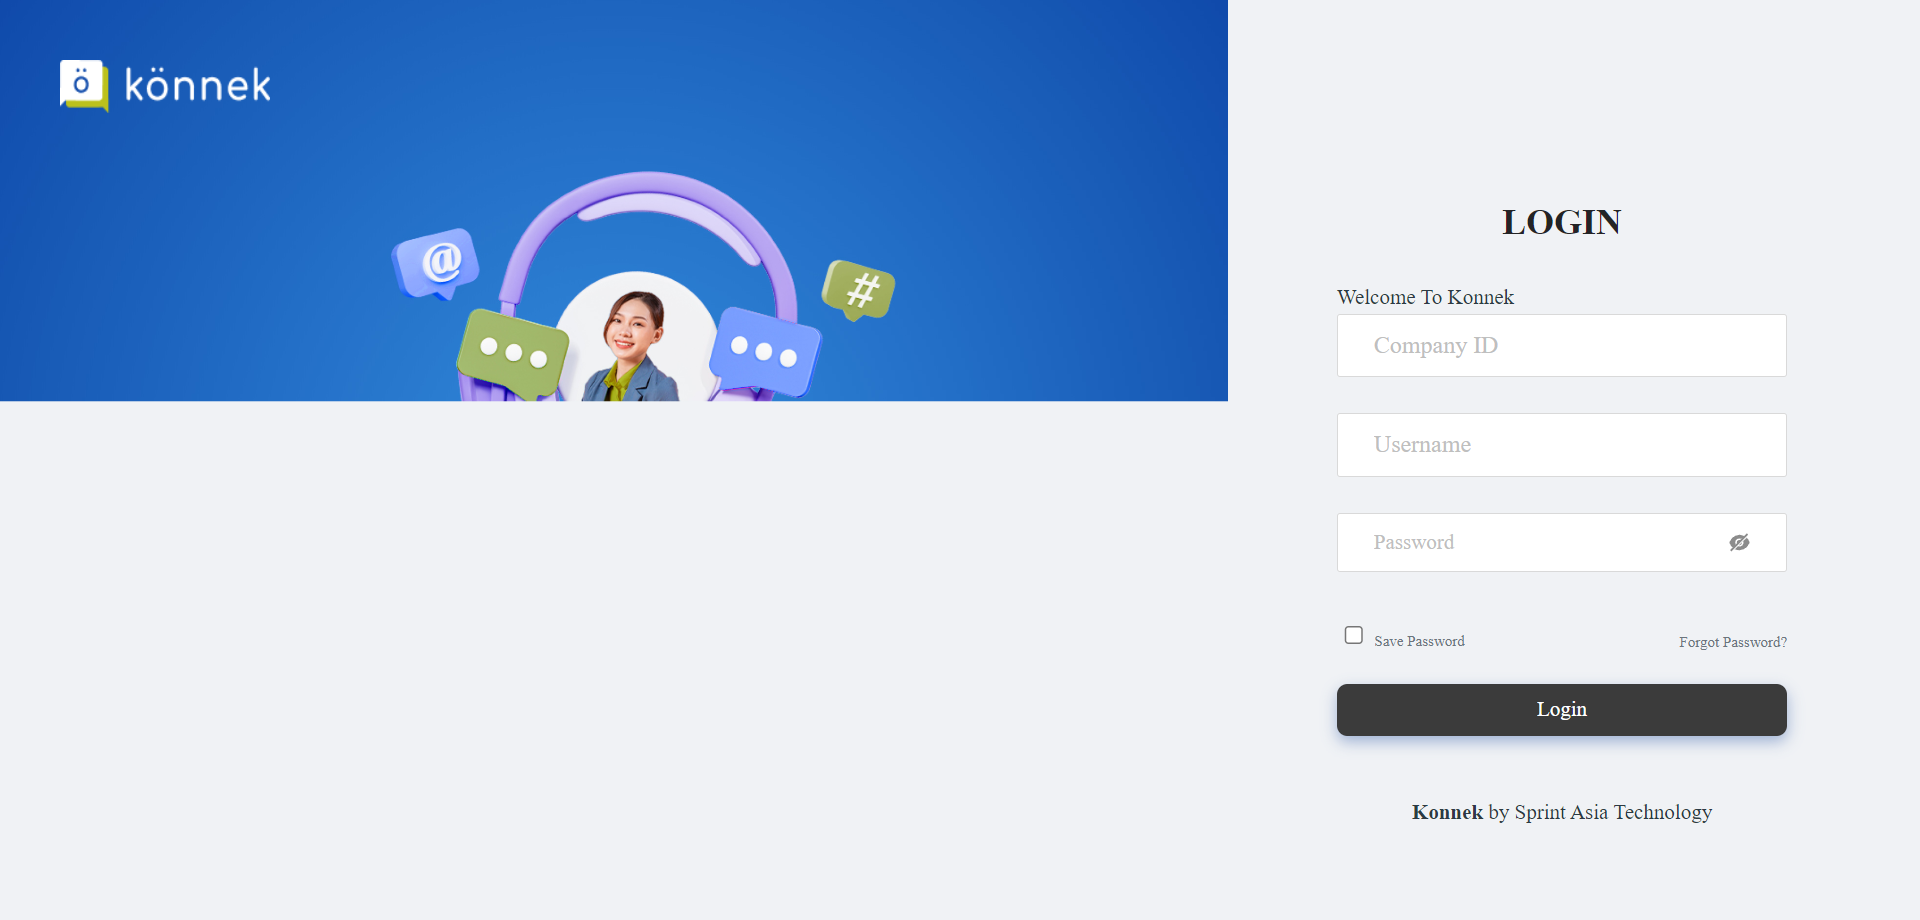 ö könnek
@
#
LOGIN
Welcome To Konnek
Company ID
Username
Password
Save Password
Forgot Password?
Login
Konnek by Sprint Asia Technology